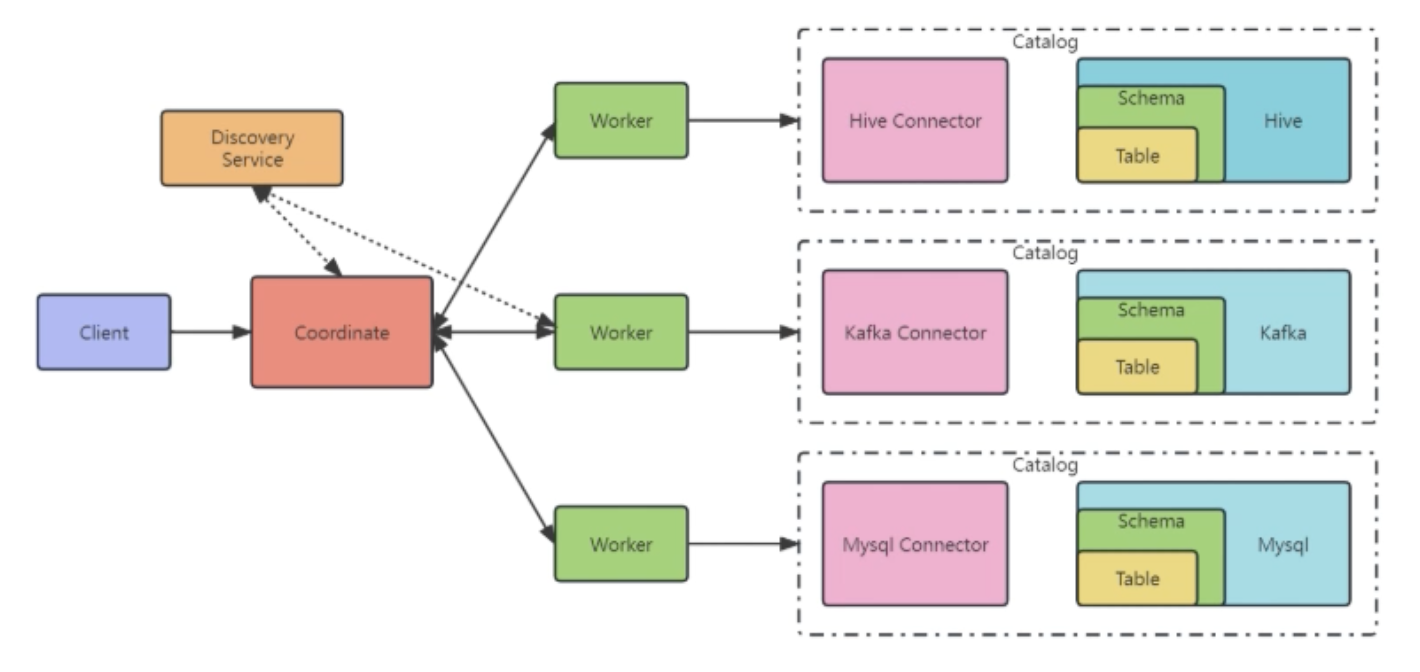 Discovery
Service
Client
Coordinate
Worker
Worker
Worker
Catalog
Hive Connector
Schema
Table
Hive
Catalog
Kafka Connector
Schema
Table
Kafka
Catalog
Mysql Connector
Schema
Table
Mysql